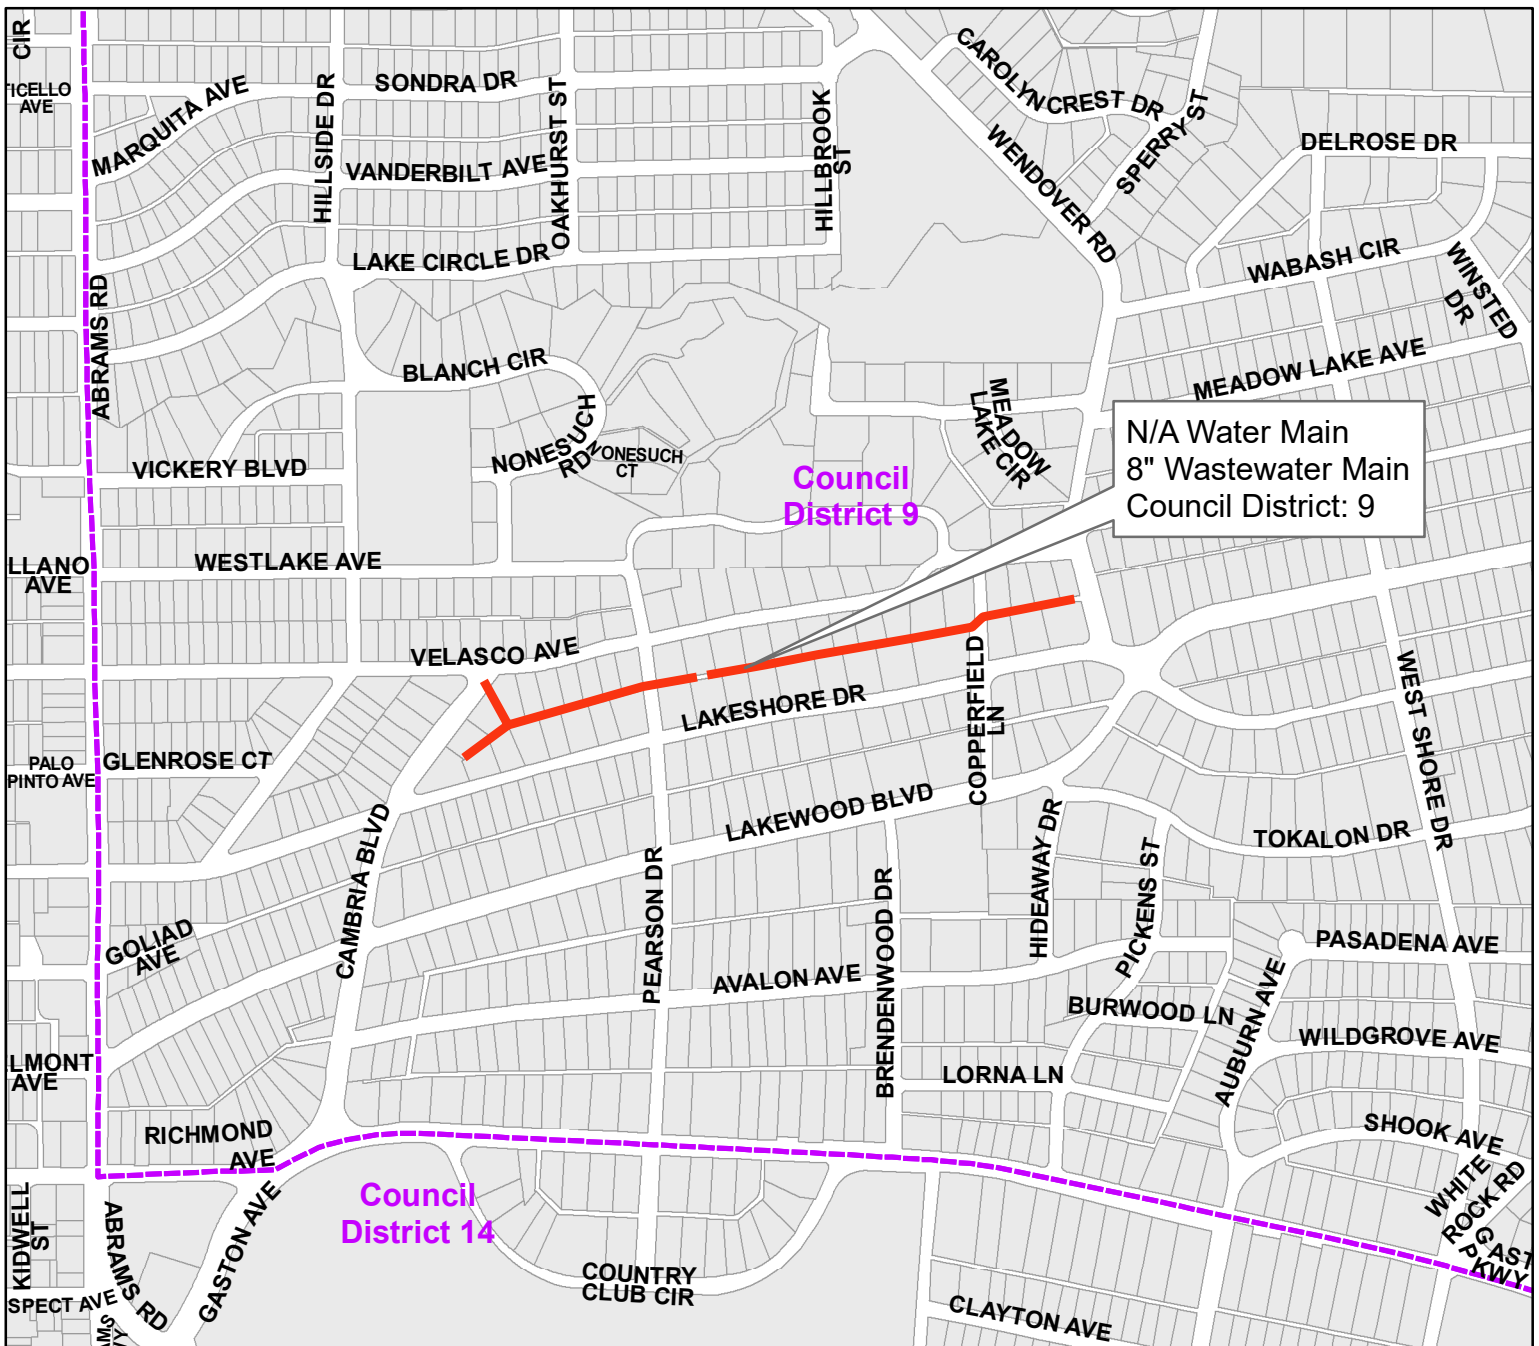 CIR
TICELLO
AVE
MARQUITA AVE
HILLSIDE DR
SONDRA DR
OAKHURST ST
VANDERBILT AVE
HILLBROOK
ST
CAROLYNCREST DR
WENDOVER RD
SPERRY ST
DELROSE DR
LAKE CIRCLE DR
WABASH CIR
WINSTED
DR
ABRAMS RD
BLANCH CIR
MEADOW LAKE AVE
MEADOW
LAKE CIR
NONESUCH
RD
NONESUCH
CT
VICKERY BLVD
Council
District 9
N/A Water Main
8" Wastewater Main
Council District: 9
LLANO
AVE
WESTLAKE AVE
VELASCO AVE
LAKESHORE DR
COPPERFIELD
LN
WEST SHORE DR
PALO
PINTO AVE
GLENROSE CT
CAMBRIA BLVD
LAKEWOOD BLVD
HIDEAWAY DR
TOKALON DR
PICKENS ST
PEARSON DR
BRENDENWOOD DR
GOLIAD
AVE
AVALON AVE
PASADENA AVE
AUBURN AVE
BURWOOD LN
WILDGROVE AVE
LMONT
AVE
LORNA LN
RICHMOND
AVE
SHOOK AVE
WHITE
ROCK RD
GAST
PKWY
Council
District 14
KIDWELL
ST
ABRAMS RD
GASTON AVE
COUNTRY
CLUB CIR
CLAYTON AVE
SPECT AVE
AMS
WY